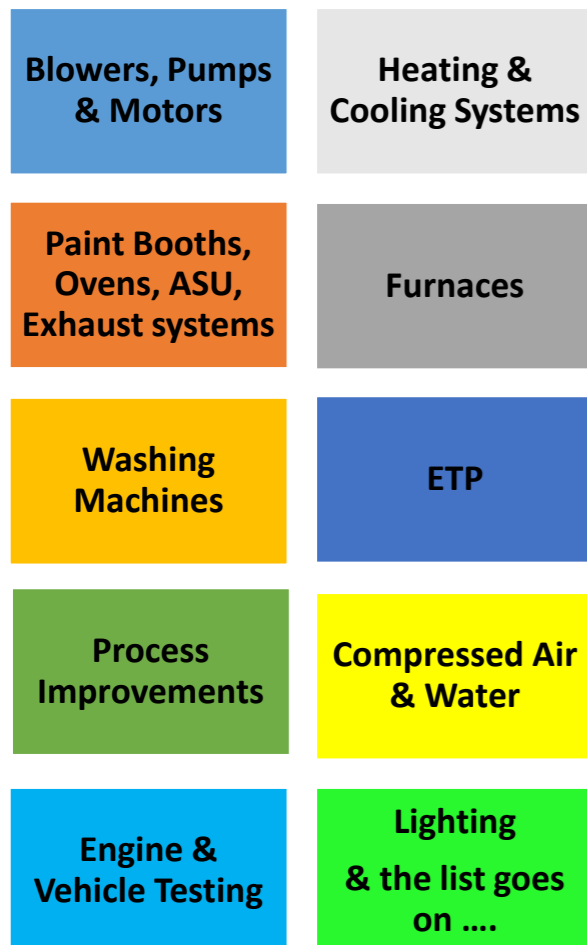 Blowers, Pumps
& Motors
Heating &
Cooling Systems
Paint Booths,
Ovens, ASU,
Exhaust systems
Furnaces
Washing
Machines
ETP
Process
Improvements
Compressed Air
& Water
Engine &
Vehicle Testing
Lighting
& the list goes
on ....